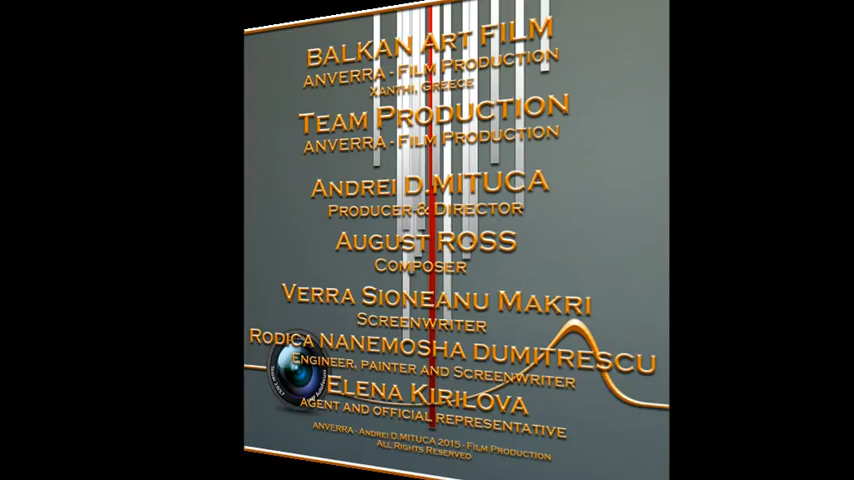 BALKAN ART FILM
ANVERRA - FILM PRODUCTION
XANTHI, GREECE
TEAM PRODUCTION
ANVERRA - FILM PRODUCTION
ANDREI D.MITUCA
PRODUCER & DIRECTOR
AUGUST ROSS
COMPOSER
VERRA SIONEANU MAKRI
SCREENWRITER
RODICA NANEMOSHA DUMITRESCU
ENGINEER, PAINTER AND SCREENWRITER
ELENA KIRILOVA
AGENT AND OFFICIAL REPRESENTATIVE
ANVERRA - ANDREI D.MITUCA 2015 - FILM PRODUCTION
ALL RIGHTS RESERVED